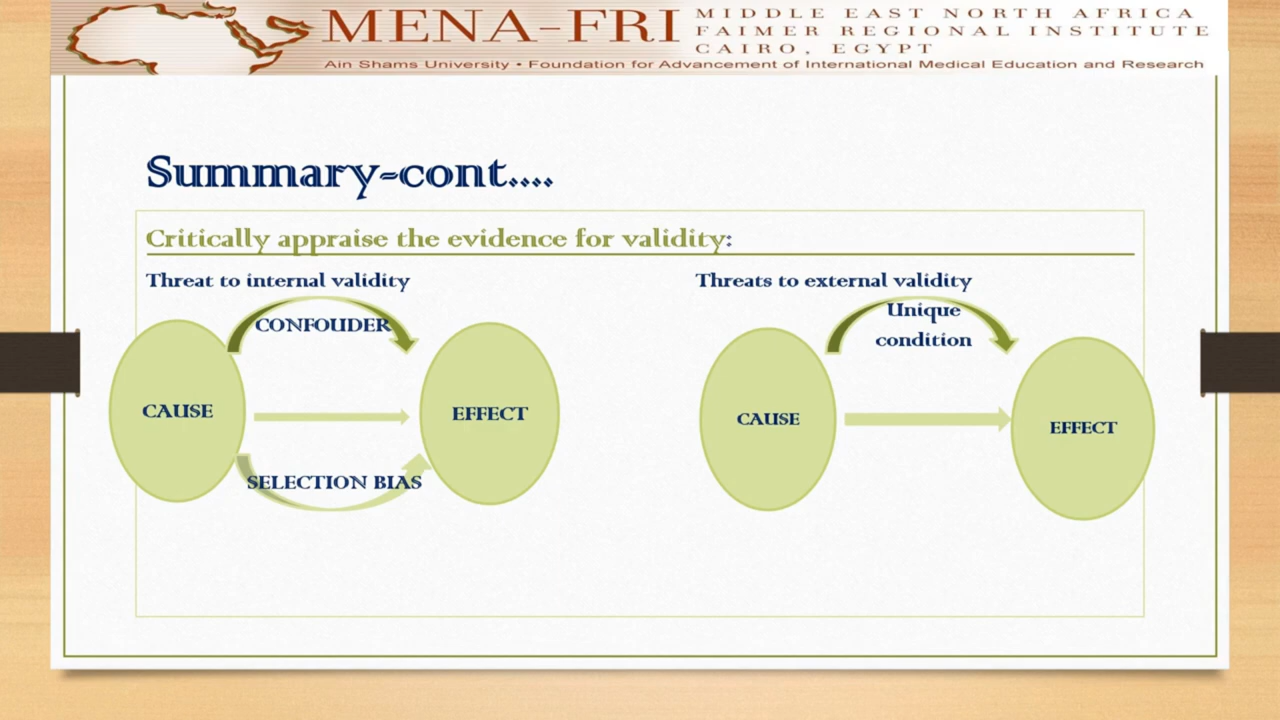 MENA-FRI
MIDDLE EAST NORTH AFRICA
FAIMER REGIONAL INSTITUTE
CAIRO, EGYPT
Ain Shams University • Foundation for Advancement of International Medical Education and Research
Summary-cont....
Critically appraise the evidence for validity:
Threat to internal validity
CONFOUDER
CAUSE
EFFECT
SELECTION BIAS
Threats to external validity
Unique
condition
CAUSE
EFFECT